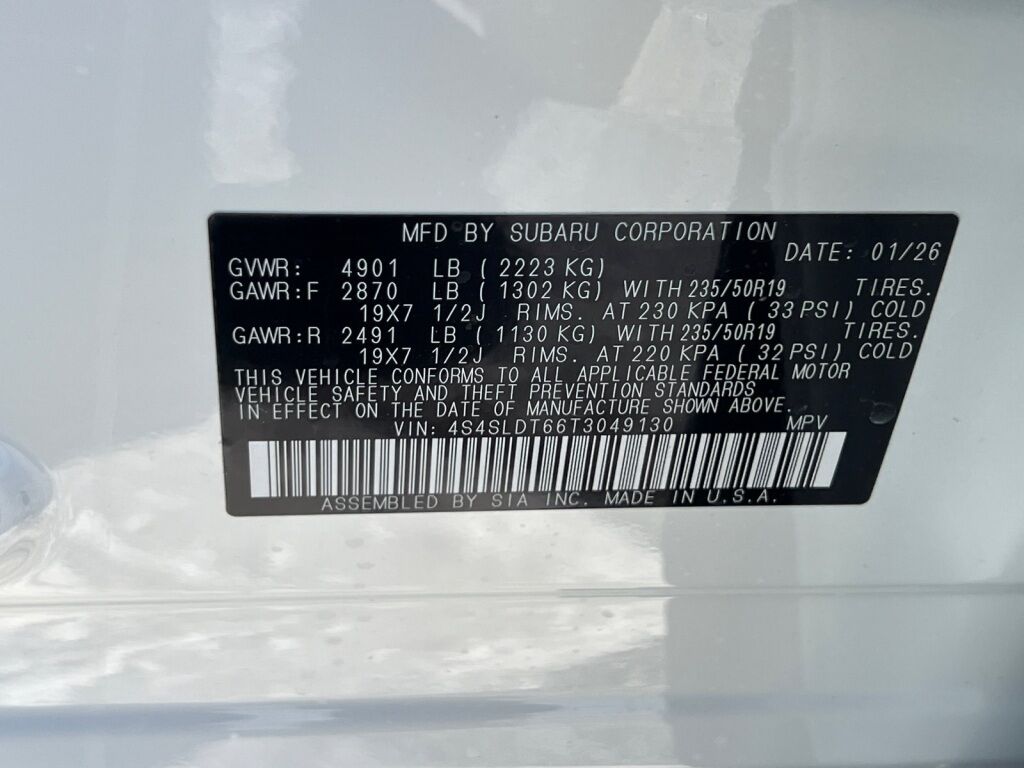 MFD BY SUBARU CORPORATION
DATE: 01/26
GVWR: 4901 LB ( 2223 KG)
GAWR:F 2870 LB ( 1302 KG) WITH 235/50R19 TIRES.
19X7 1/2J RIMS. AT 230 KPA ( 33 PSI) COLD
GAWR:R 2491 LB ( 1130 KG) WITH 235/50R19 TIRES.
19X7 1/2J RIMS. AT 220 KPA ( 32 PSI) COLD
THIS VEHICLE CONFORMS TO ALL APPLICABLE FEDERAL MOTOR
VEHICLE SAFETY AND THEFT PREVENTION STANDARDS
IN EFFECT ON THE DATE OF MANUFACTURE SHOWN ABOVE.
VIN: 4S4SLDT66T3049130 MPV
ASSEMBLED BY SIA INC. MADE IN U.S.A.